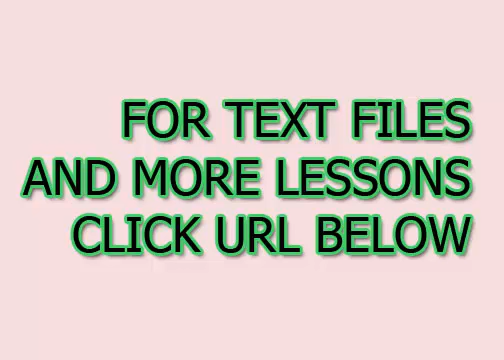 FOR TEXT FILES
AND MORE LESSONS
CLICK URL BELOW